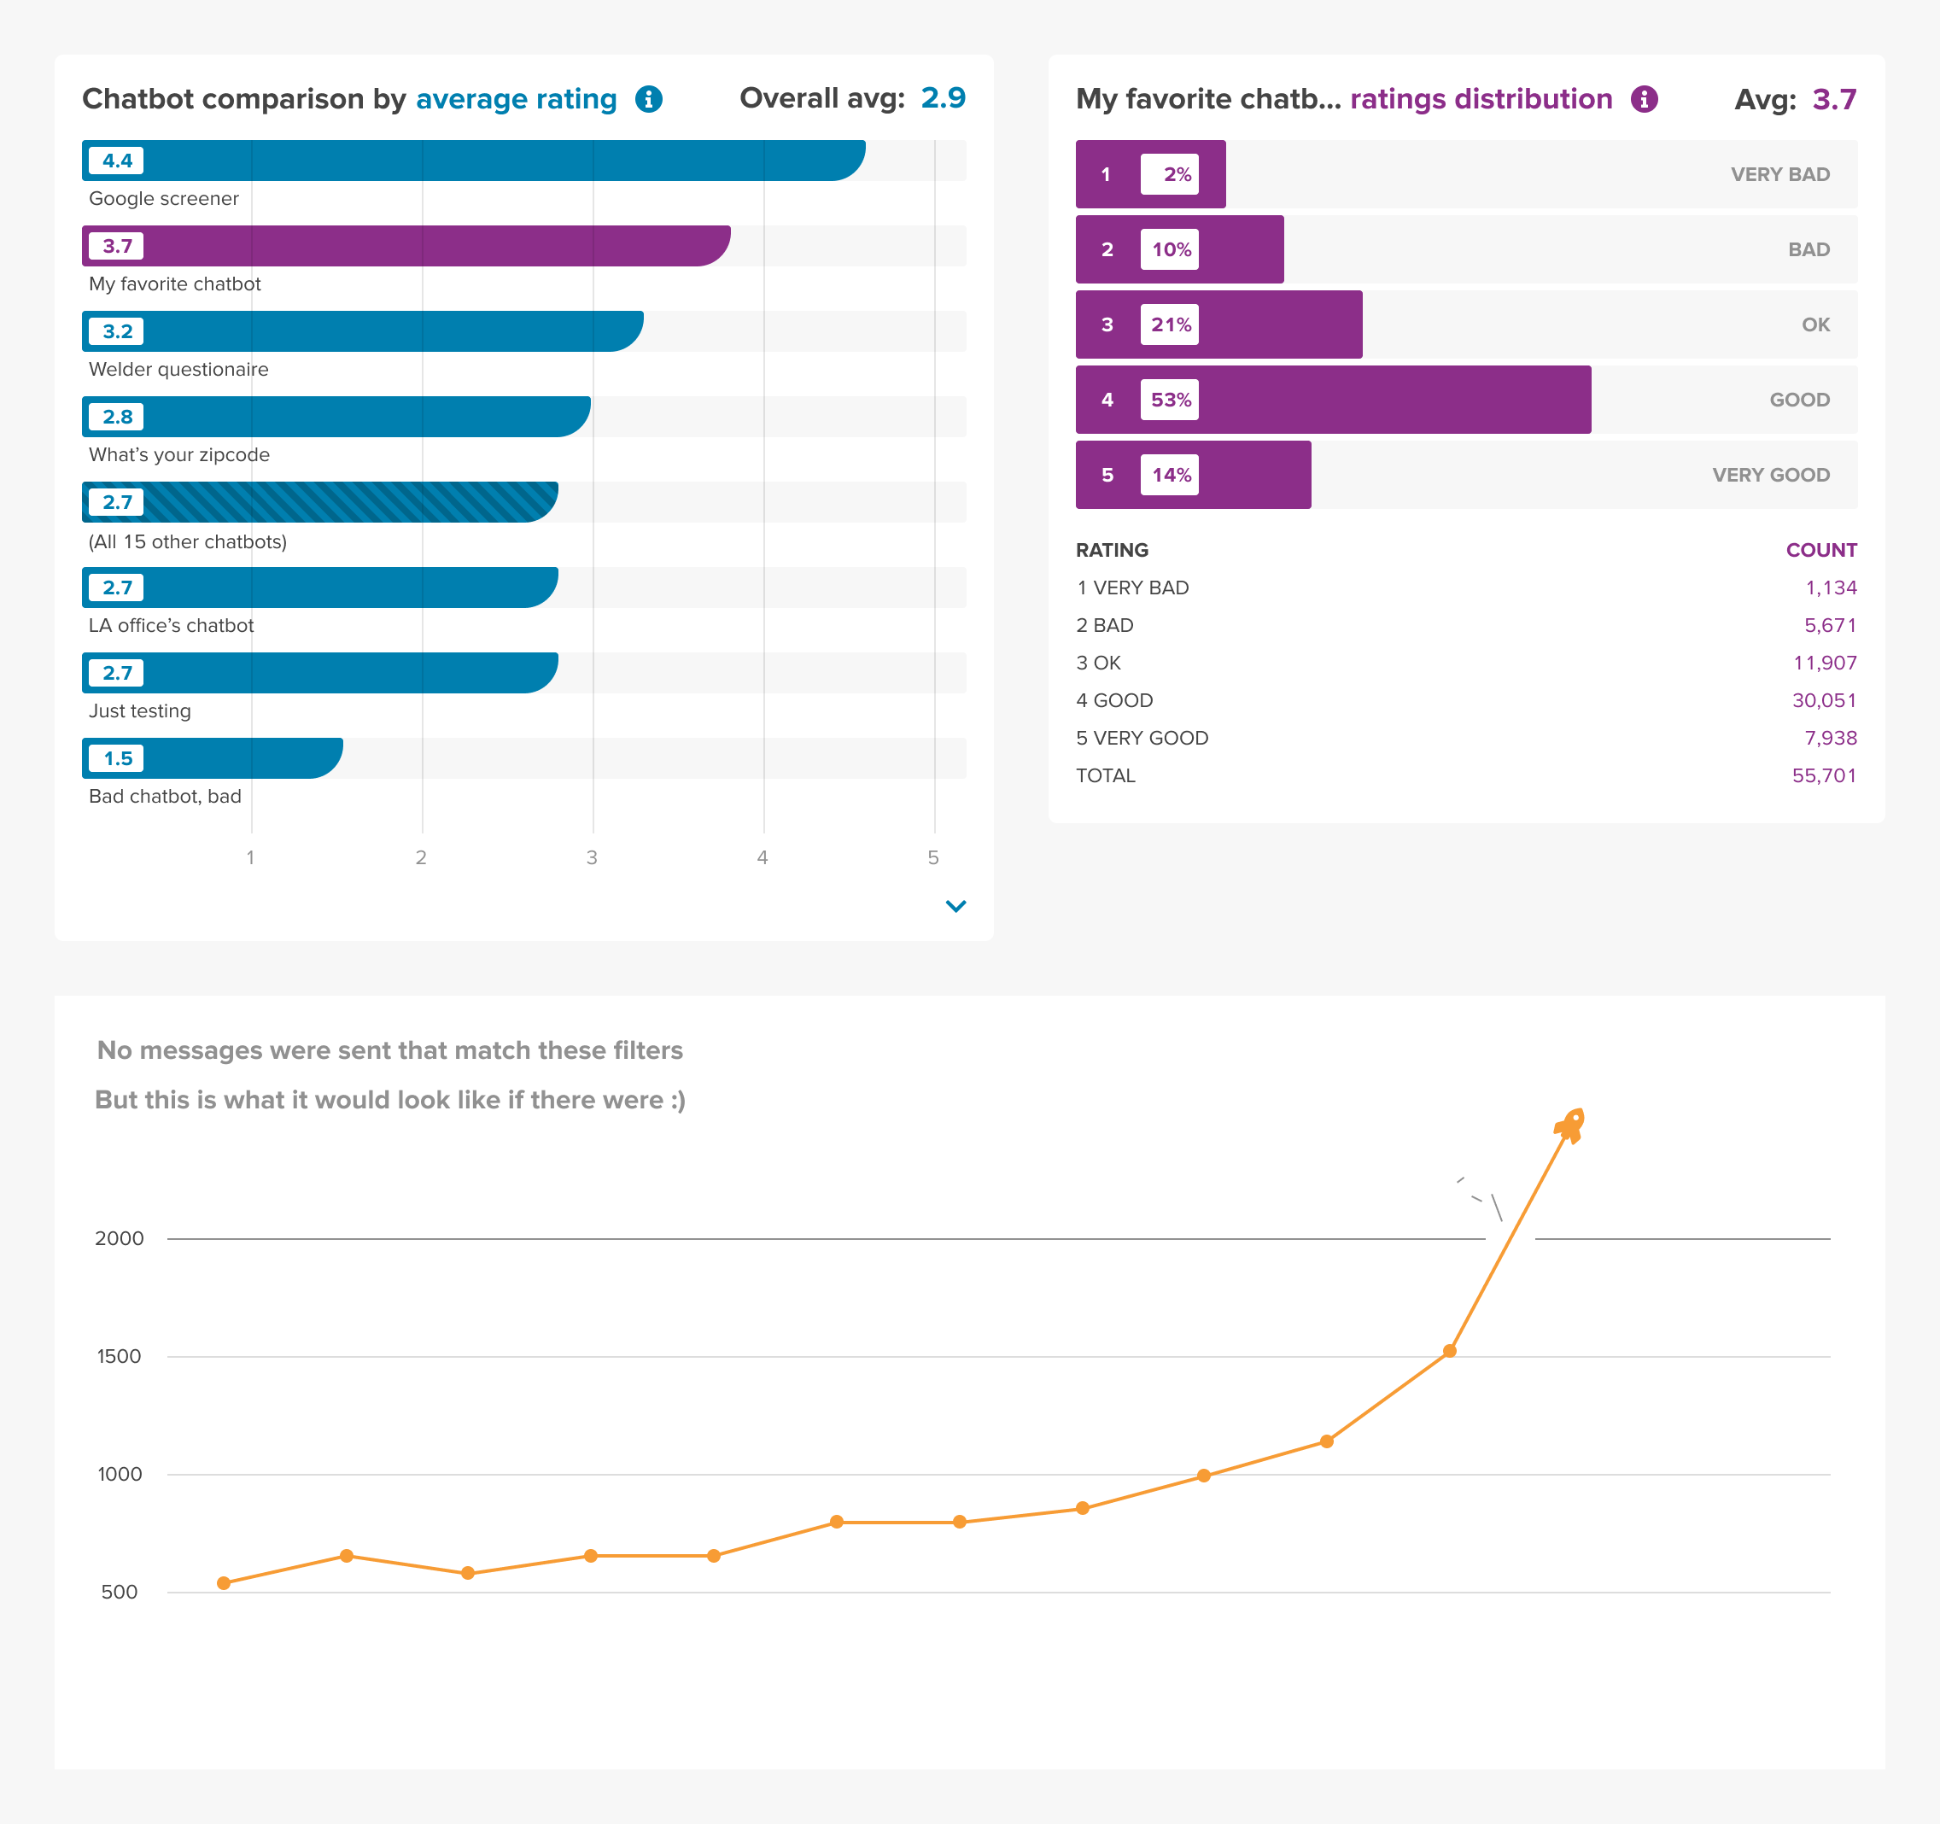 Chatbot comparison by average rating
Overall avg: 2.9
4.4
Google screener
3.7
My favorite chatbot
3.2
Welder questionaire
2.8
What’s your zipcode
2.7
(All 15 other chatbots)
2.7
LA office’s chatbot
2.7
Just testing
1.5
Bad chatbot, bad
1 2 3 4 5
My favorite chatb... ratings distribution
Avg: 3.7
1 2% VERY BAD
2 10% BAD
3 21% OK
4 53% GOOD
5 14% VERY GOOD
RATING COUNT
1 VERY BAD 1,134
2 BAD 5,671
3 OK 11,907
4 GOOD 30,051
5 VERY GOOD 7,938
TOTAL 55,701
No messages were sent that match these filters
But this is what it would look like if there were :)
2000
1500
1000
500